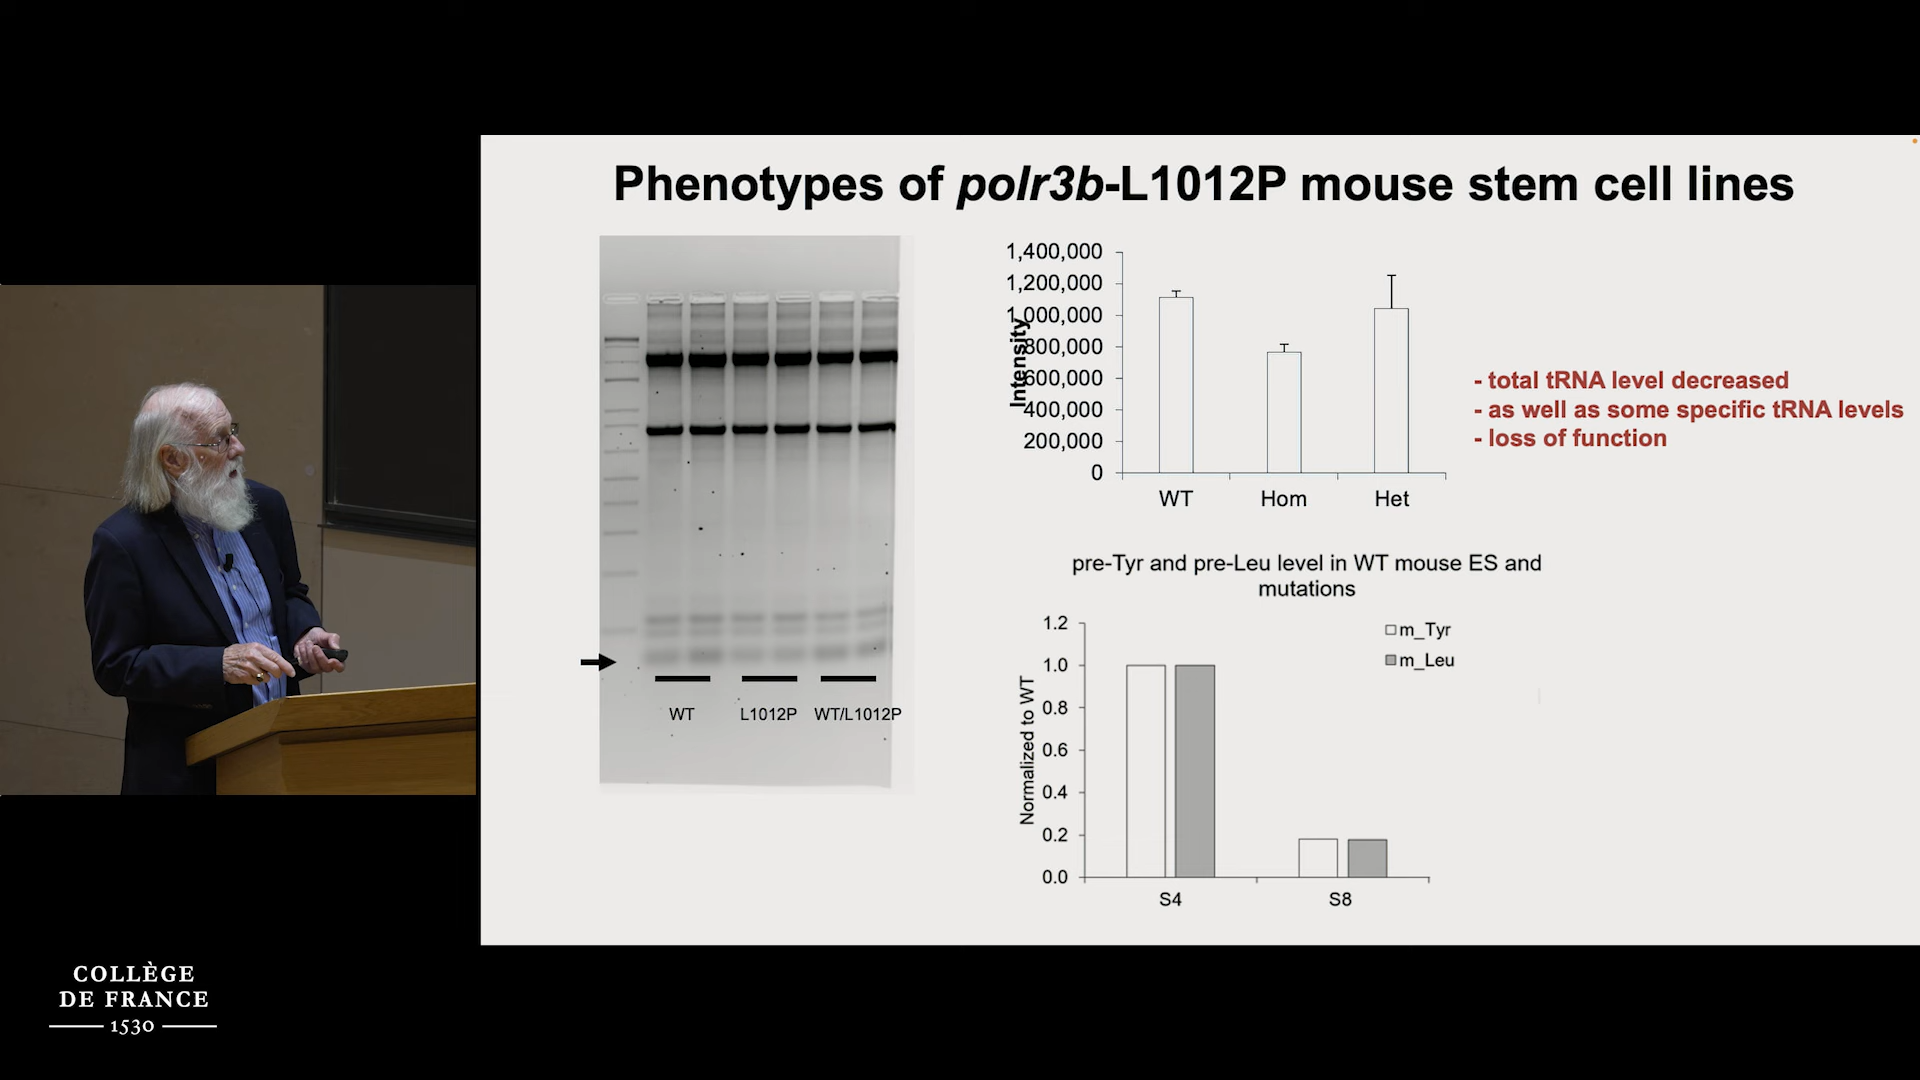 Phenotypes of polr3b-L1012P mouse stem cell lines
WT
L1012P
WT/L1012P
Intensity
1,400,000
1,200,000
1,000,000
800,000
600,000
400,000
200,000
0
WT
Hom
Het
- total tRNA level decreased
- as well as some specific tRNA levels
- loss of function
pre-Tyr and pre-Leu level in WT mouse ES and
mutations
m_Tyr
m_Leu
Normalized to WT
1.2
1.0
0.8
0.6
0.4
0.2
0.0
S4
S8
COLLÈGE
DE FRANCE
1530